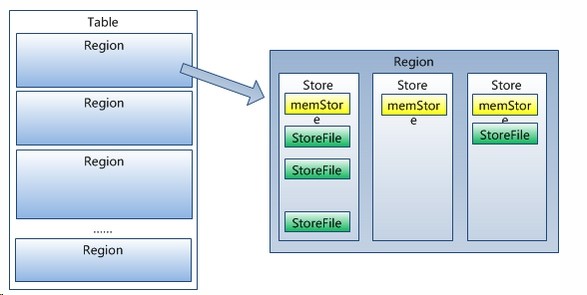 Table
Region
Region
Region
......
Region
Region
Store
memStor
e
StoreFile
StoreFile
StoreFile
Store
memStor
e
Store
memStor
e
StoreFile